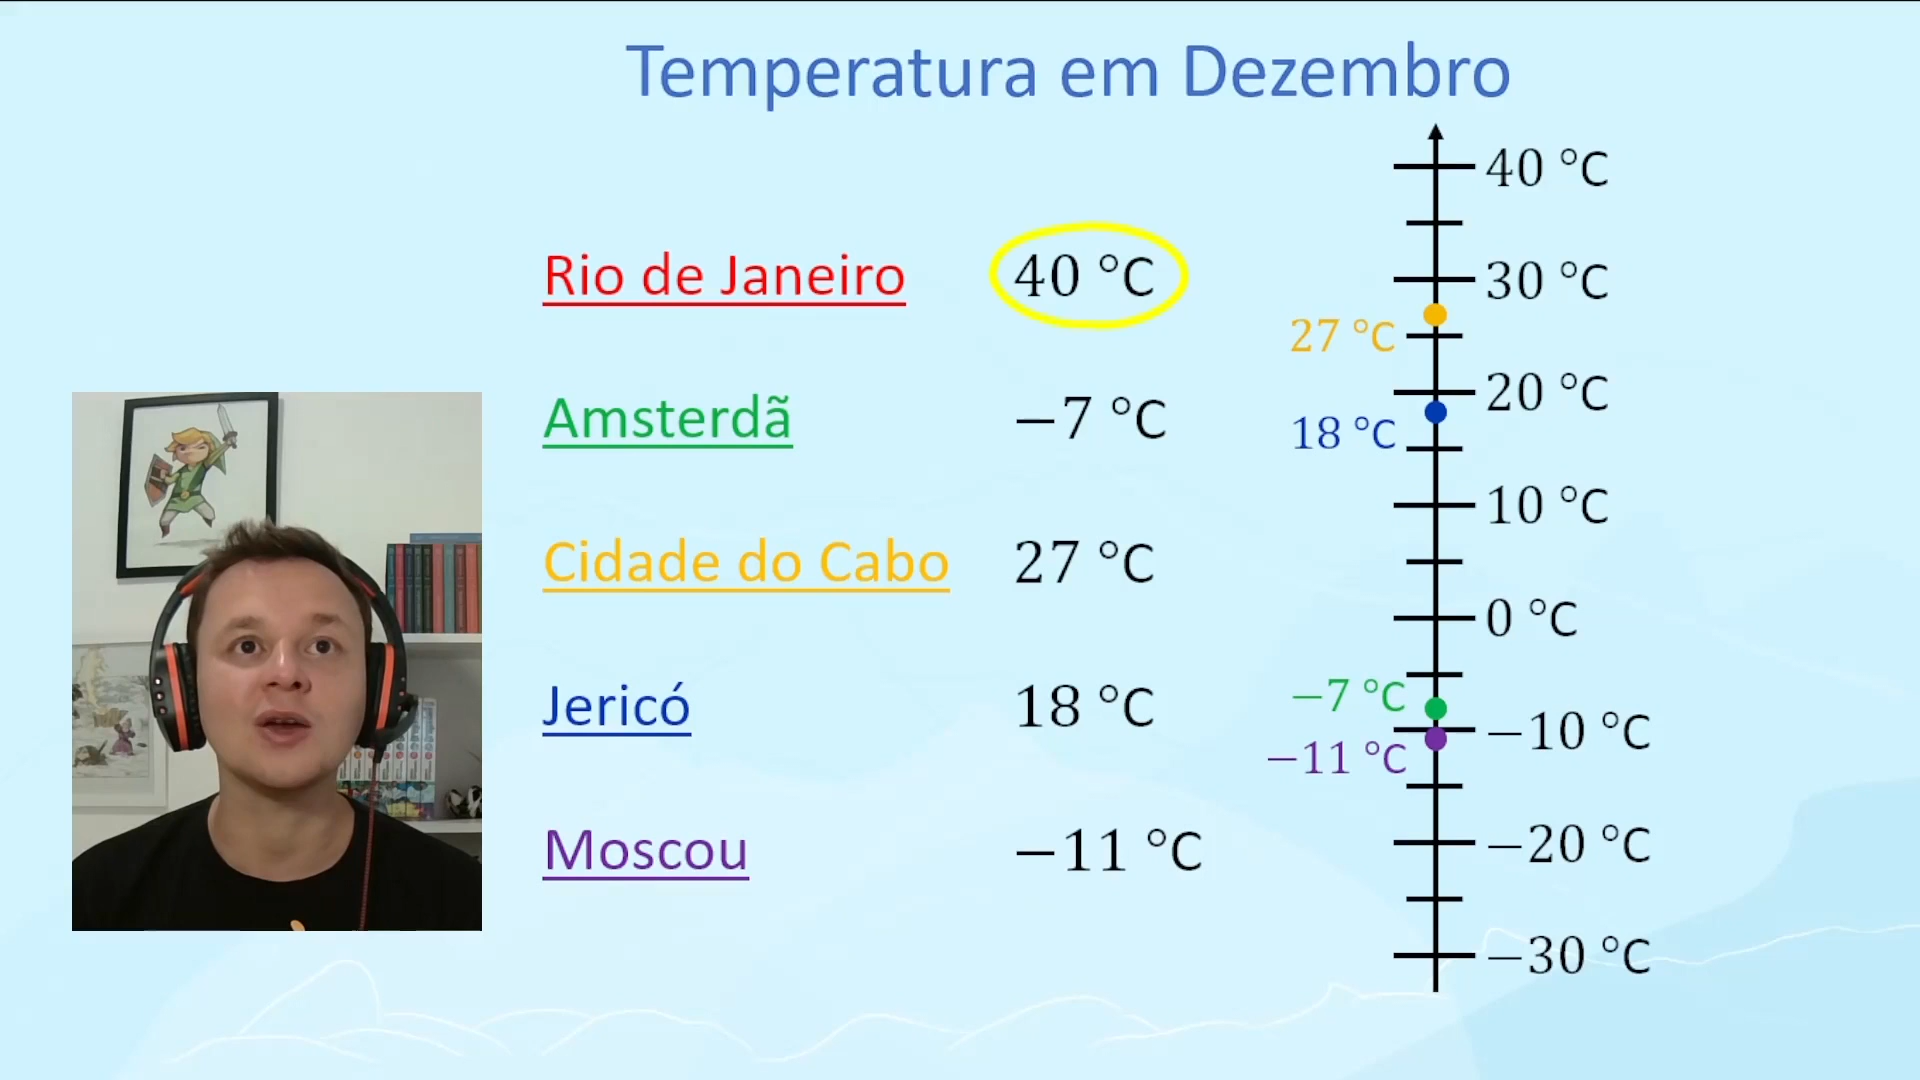 Temperatura em Dezembro
Rio de Janeiro 40 °C
Amsterdã −7 °C
Cidade do Cabo 27 °C
Jericó 18 °C
Moscou −11 °C
40 °C
30 °C
27 °C
20 °C
18 °C
10 °C
0 °C
−7 °C
−10 °C
−11 °C
−20 °C
−30 °C